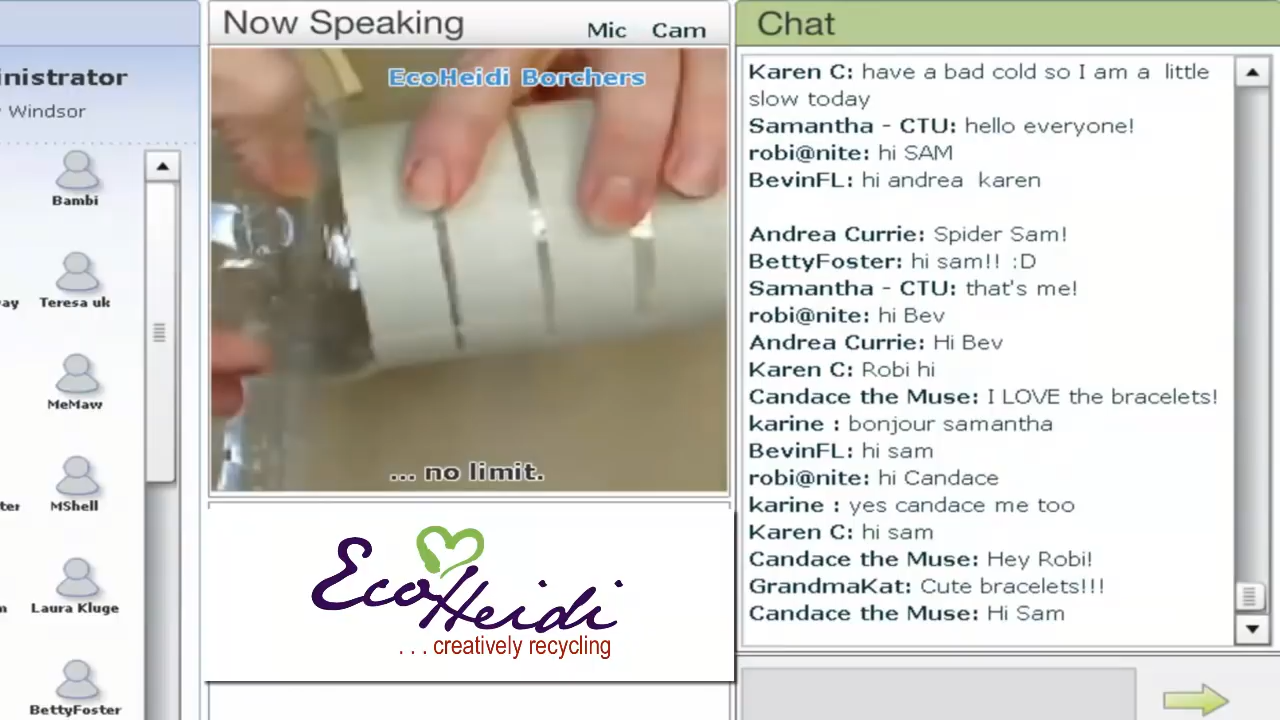 inistrator
Windsor
Bambi
ay
Teresa uk
MeMaw
ter
MShell
m
Laura Kluge
BettyFoster
Now Speaking
Mic Cam
EcoHeidi Borchers
... no limit.
EcoHeidi
. . . creatively recycling
Chat
Karen C: have a bad cold so I am a little
slow today
Samantha - CTU: hello everyone!
robi@nite: hi SAM
BevinFL: hi andrea karen
Andrea Currie: Spider Sam!
BettyFoster: hi sam!! :D
Samantha - CTU: that's me!
robi@nite: hi Bev
Andrea Currie: Hi Bev
Karen C: Robi hi
Candace the Muse: I LOVE the bracelets!
karine : bonjour samantha
BevinFL: hi sam
robi@nite: hi Candace
karine : yes candace me too
Karen C: hi sam
Candace the Muse: Hey Robi!
GrandmaKat: Cute bracelets!!!
Candace the Muse: Hi Sam